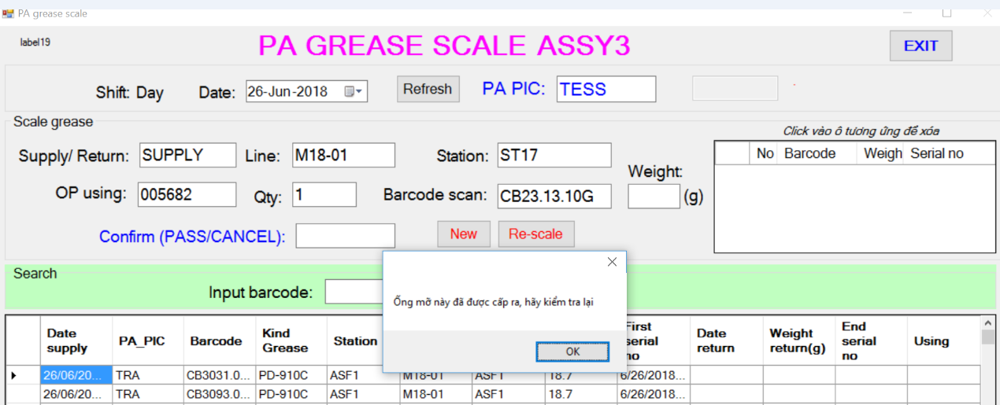 PA grease scale
label19
PA GREASE SCALE ASSY3
EXIT
Shift: Day
Date:
26-Jun-2018
Refresh
PA PIC:
TESS
Scale grease
Click vào ô tương ứng để xóa
Supply/ Return:
SUPPLY
Line:
M18-01
Station:
ST17
Weight:
No Barcode Weigh Serial no
OP using:
005682
Qty:
1
Barcode scan:
CB23.13.10G
(g)
Confirm (PASS/CANCEL):
New
Re-scale
Search
Input barcode:
Ống mỡ này đã được cấp ra, hãy kiểm tra lại
OK
Date supply
PA_PIC
Barcode
Kind Grease
Station
First serial no
Date return
Weight return(g)
End serial no
Using
26/06/20... TRA CB3031.0... PD-910C ASF1 M18-01 ASF1 18.7 6/26/2018...
26/06/20... TRA CB3093.0... PD-910C ASF1 M18-01 ASF1 18.7 6/26/2018...